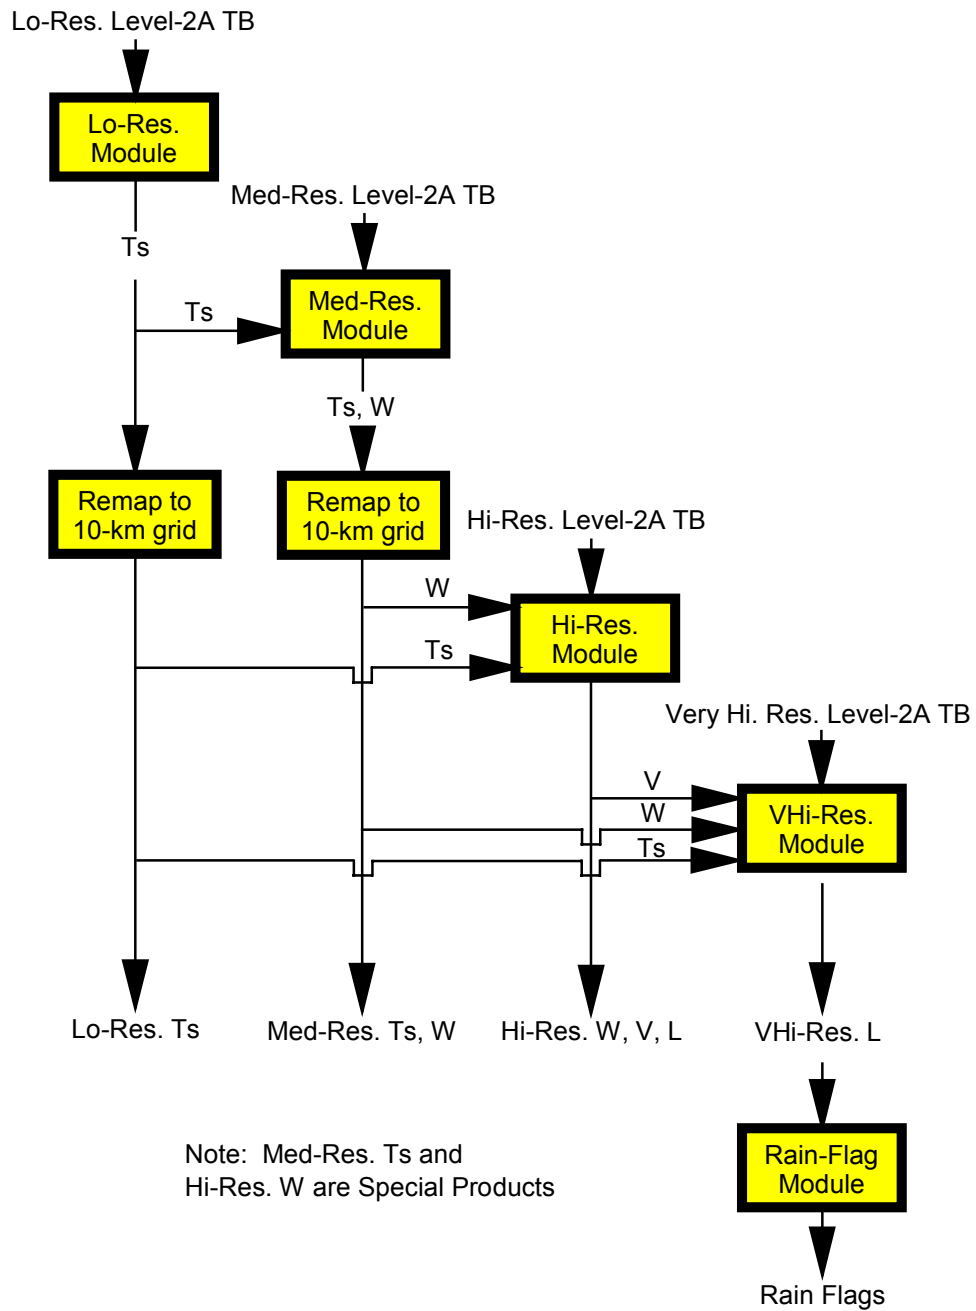 Lo-Res. Level-2A TB
Lo-Res.
Module
Med-Res. Level-2A TB
Ts
Med-Res.
Module
Ts
Ts, W
Remap to
10-km grid
Remap to
10-km grid
Hi-Res. Level-2A TB
W
Hi-Res.
Module
Ts
Very Hi. Res. Level-2A TB
V
VHi-Res.
Module
W
Ts
Lo-Res. Ts
Med-Res. Ts, W
Hi-Res. W, V, L
VHi-Res. L
Note: Med-Res. Ts and
Hi-Res. W are Special Products
Rain-Flag
Module
Rain Flags